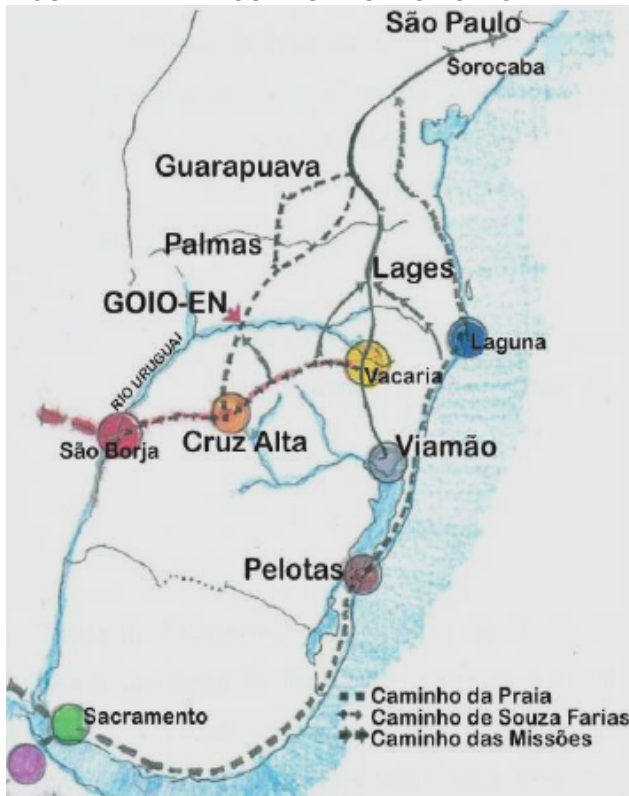 São Paulo
Sorocaba
Guarapuava
Palmas
Lages
GOIO-EN
RIO URUGUAI
Laguna
Vacaria
São Borja
Cruz Alta
Viamão
Pelotas
Sacramento
Caminho da Praia
Caminho de Souza Farias
Caminho das Missões